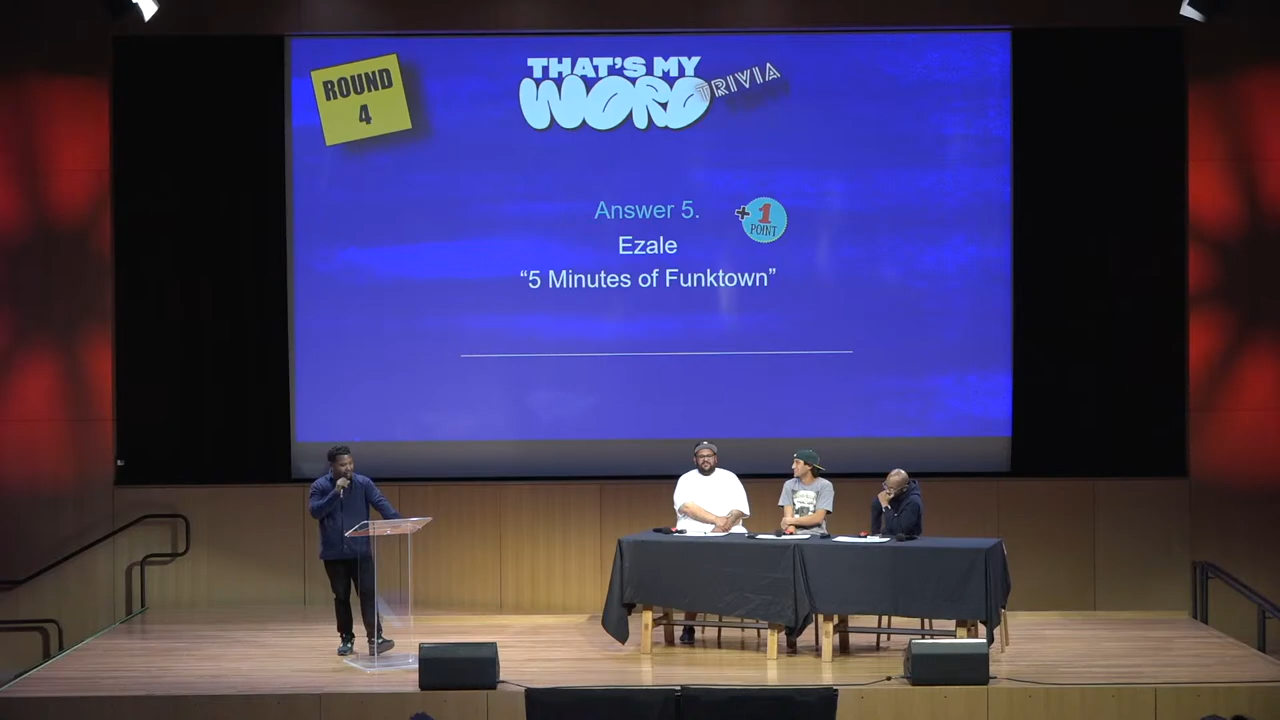 ROUND
4
THAT'S MY
WORD
TRIVIA
Answer 5.
+1
POINT
Ezale
“5 Minutes of Funktown”